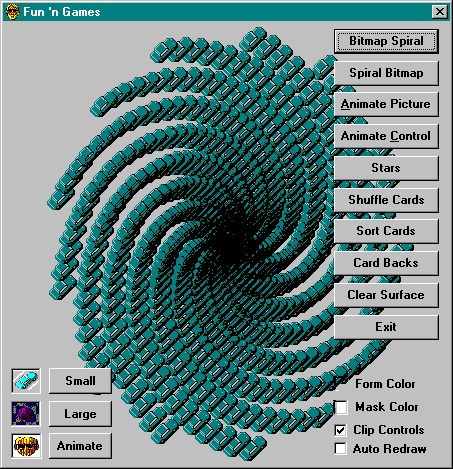 Fun 'n Games
Bitmap Spiral
Spiral Bitmap
Animate Picture
Animate Control
Stars
Shuffle Cards
Sort Cards
Card Backs
Clear Surface
Exit
Small
Large
Animate
Form Color
Mask Color
Clip Controls
Auto Redraw